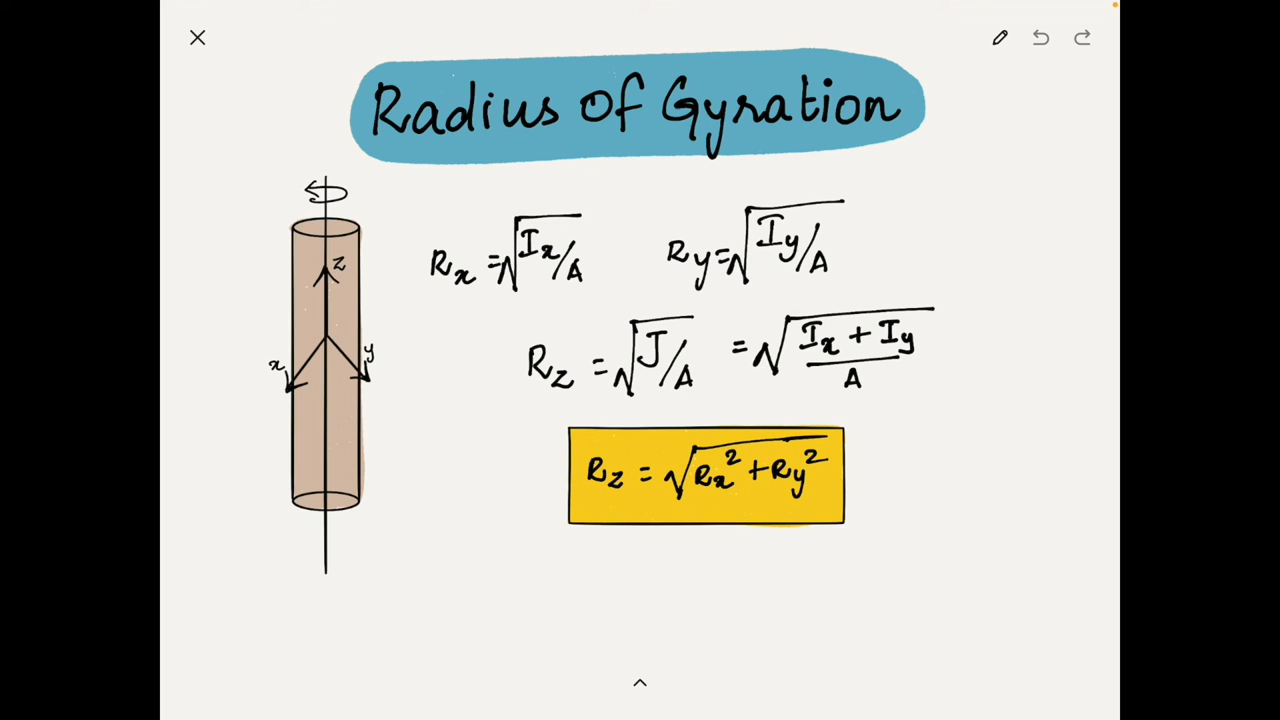 Radius Of Gyration
z
x
y
Rx = √Ix/A
Ry = √Iy/A
Rz = √J/A = √Ix + Iy/A
Rz = √Rx² + Ry²